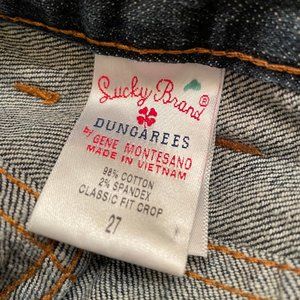 Lucky Brand®
DUNGAREES
by GENE MONTESANO
MADE IN VIETNAM
98% COTTON
2% SPANDEX
CLASSIC FIT CROP
27